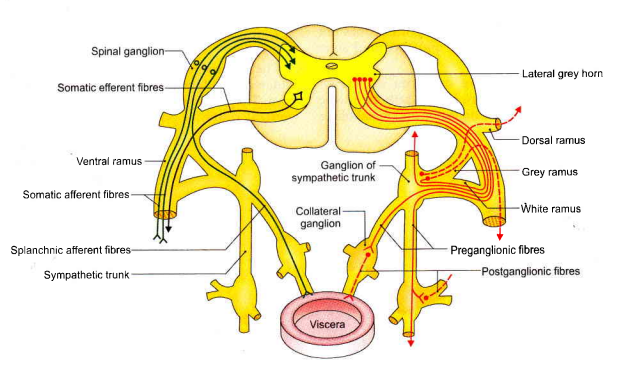 Spinal ganglion
Somatic efferent fibres
Ventral ramus
Somatic afferent fibres
Splanchnic afferent fibres
Sympathetic trunk
Ganglion of
sympathetic trunk
Collateral
ganglion
Viscera
Lateral grey horn
Dorsal ramus
Grey ramus
White ramus
Preganglionic fibres
Postganglionic fibres